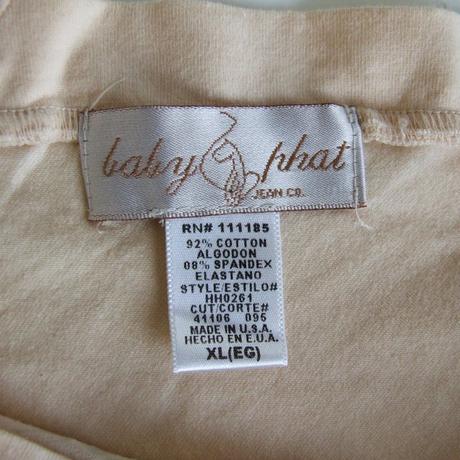 baby phat
JEAN CO.
RN# 111185
92% COTTON
ALGODON
08% SPANDEX
ELASTANO
STYLE/ESTILO#
HH0261
CUT/CORTE#
41106 095
MADE IN U.S.A.
HECHO EN E.U.A.
XL(EG)